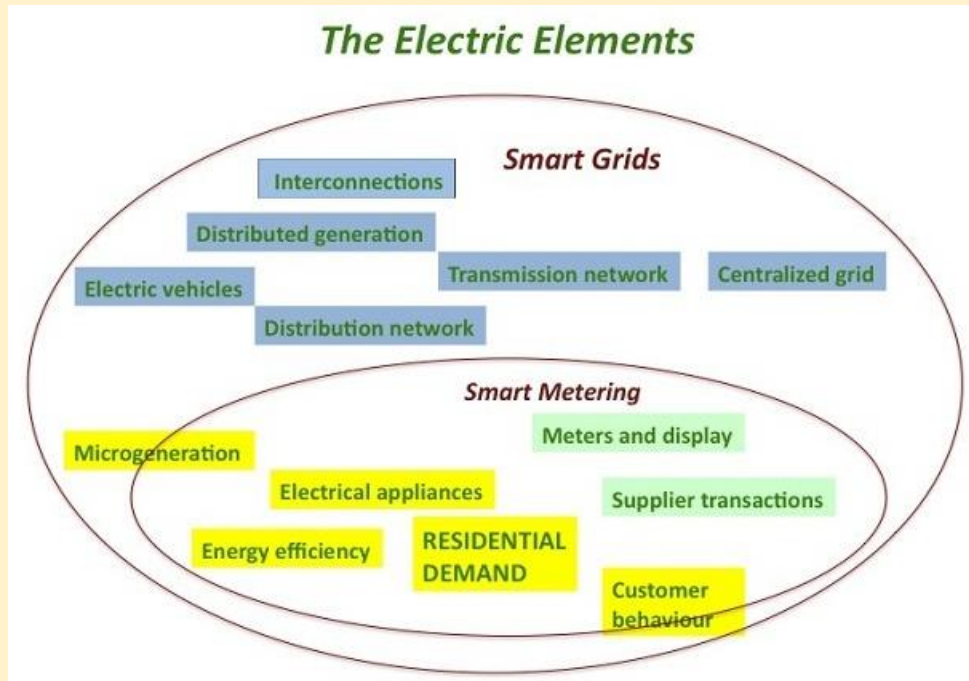 The Electric Elements
Smart Grids
Interconnections
Distributed generation
Transmission network
Centralized grid
Electric vehicles
Distribution network
Smart Metering
Meters and display
Microgeneration
Electrical appliances
Supplier transactions
Energy efficiency
RESIDENTIAL
DEMAND
Customer
behaviour